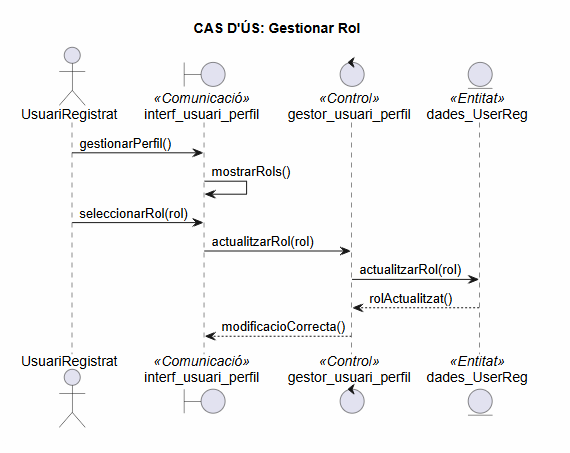 CAS D'ÚS: Gestionar Rol
UsuariRegistrat
«Comunicació»
interf_usuari_perfil
«Control»
gestor_usuari_perfil
«Entitat»
dades_UserReg
gestionarPerfil()
mostrarRols()
seleccionarRol(rol)
actualitzarRol(rol)
actualitzarRol(rol)
rolActualitzat()
modificacioCorrecta()
UsuariRegistrat
«Comunicació»
interf_usuari_perfil
«Control»
gestor_usuari_perfil
«Entitat»
dades_UserReg